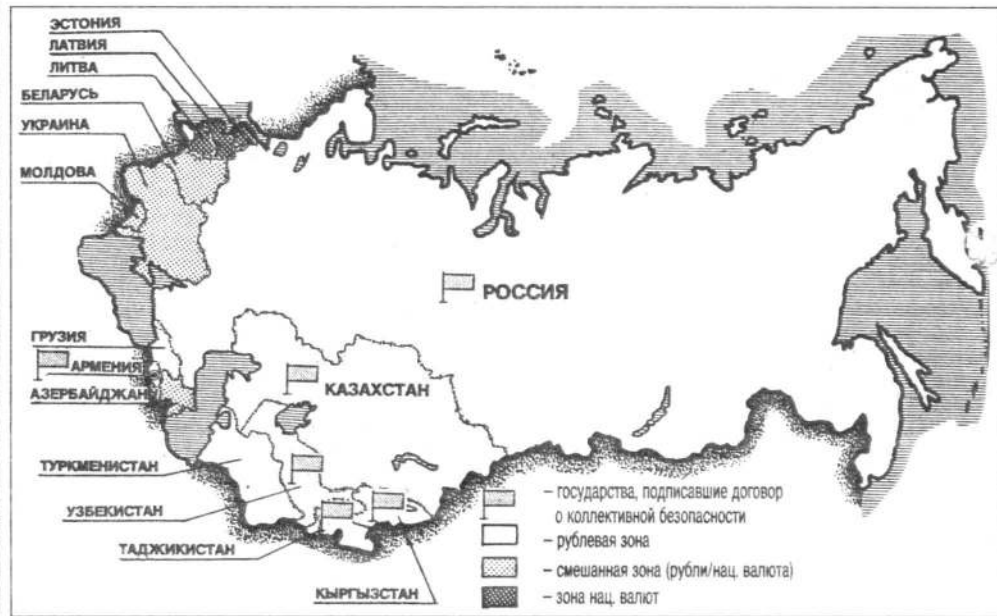 ЭСТОНИЯ
ЛАТВИЯ
ЛИТВА
БЕЛАРУСЬ
УКРАИНА
МОЛДОВА
РОССИЯ
ГРУЗИЯ
АРМЕНИЯ
АЗЕРБАЙДЖАН
КАЗАХСТАН
ТУРКМЕНИСТАН
УЗБЕКИСТАН
ТАДЖИКИСТАН
КЫРГЫЗСТАН
– государства, подписавшие договор
о коллективной безопасности
– рублевая зона
– смешанная зона (рубли/нац. валюта)
– зона нац. валют